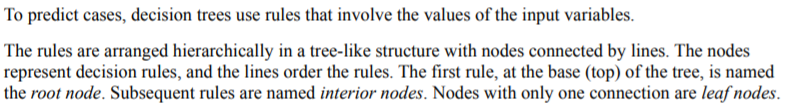 To predict cases, decision trees use rules that involve the values of the input variables.
The rules are arranged hierarchically in a tree-like structure with nodes connected by lines. The nodes
represent decision rules, and the lines order the rules. The first rule, at the base (top) of the tree, is named
the root node. Subsequent rules are named interior nodes. Nodes with only one connection are leaf nodes.